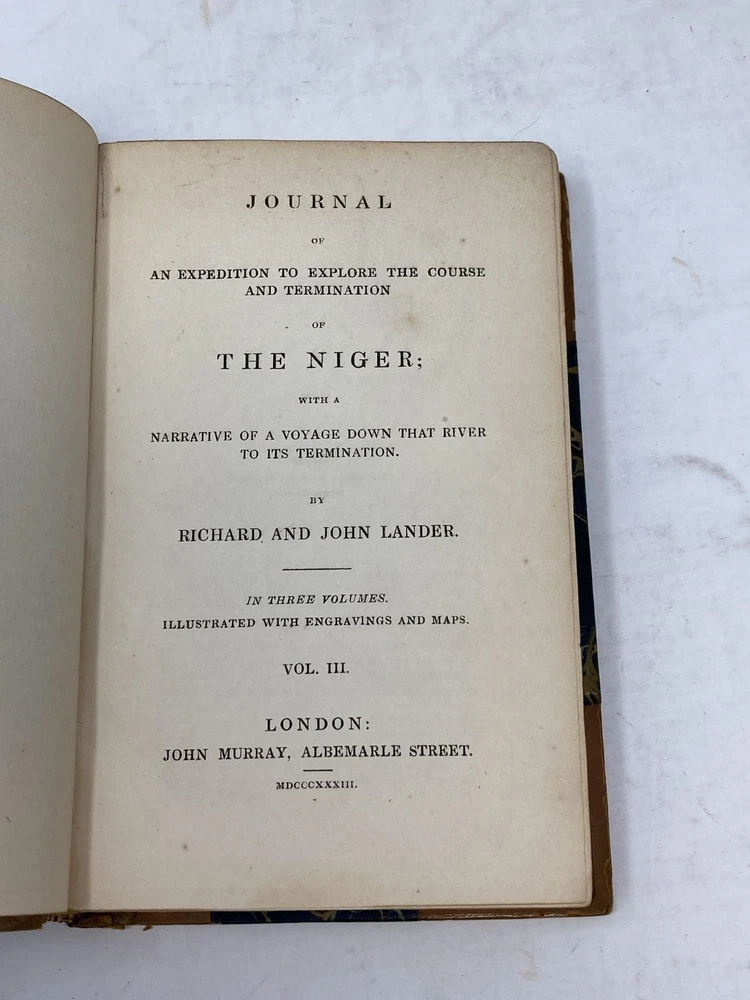 JOURNAL
OF
AN EXPEDITION TO EXPLORE THE COURSE
AND TERMINATION
OF
THE NIGER;
WITH A
NARRATIVE OF A VOYAGE DOWN THAT RIVER
TO ITS TERMINATION.
BY
RICHARD AND JOHN LANDER.
IN THREE VOLUMES.
ILLUSTRATED WITH ENGRAVINGS AND MAPS.
VOL. III.
LONDON:
JOHN MURRAY, ALBEMARLE STREET.
MDCCCXXXIII.